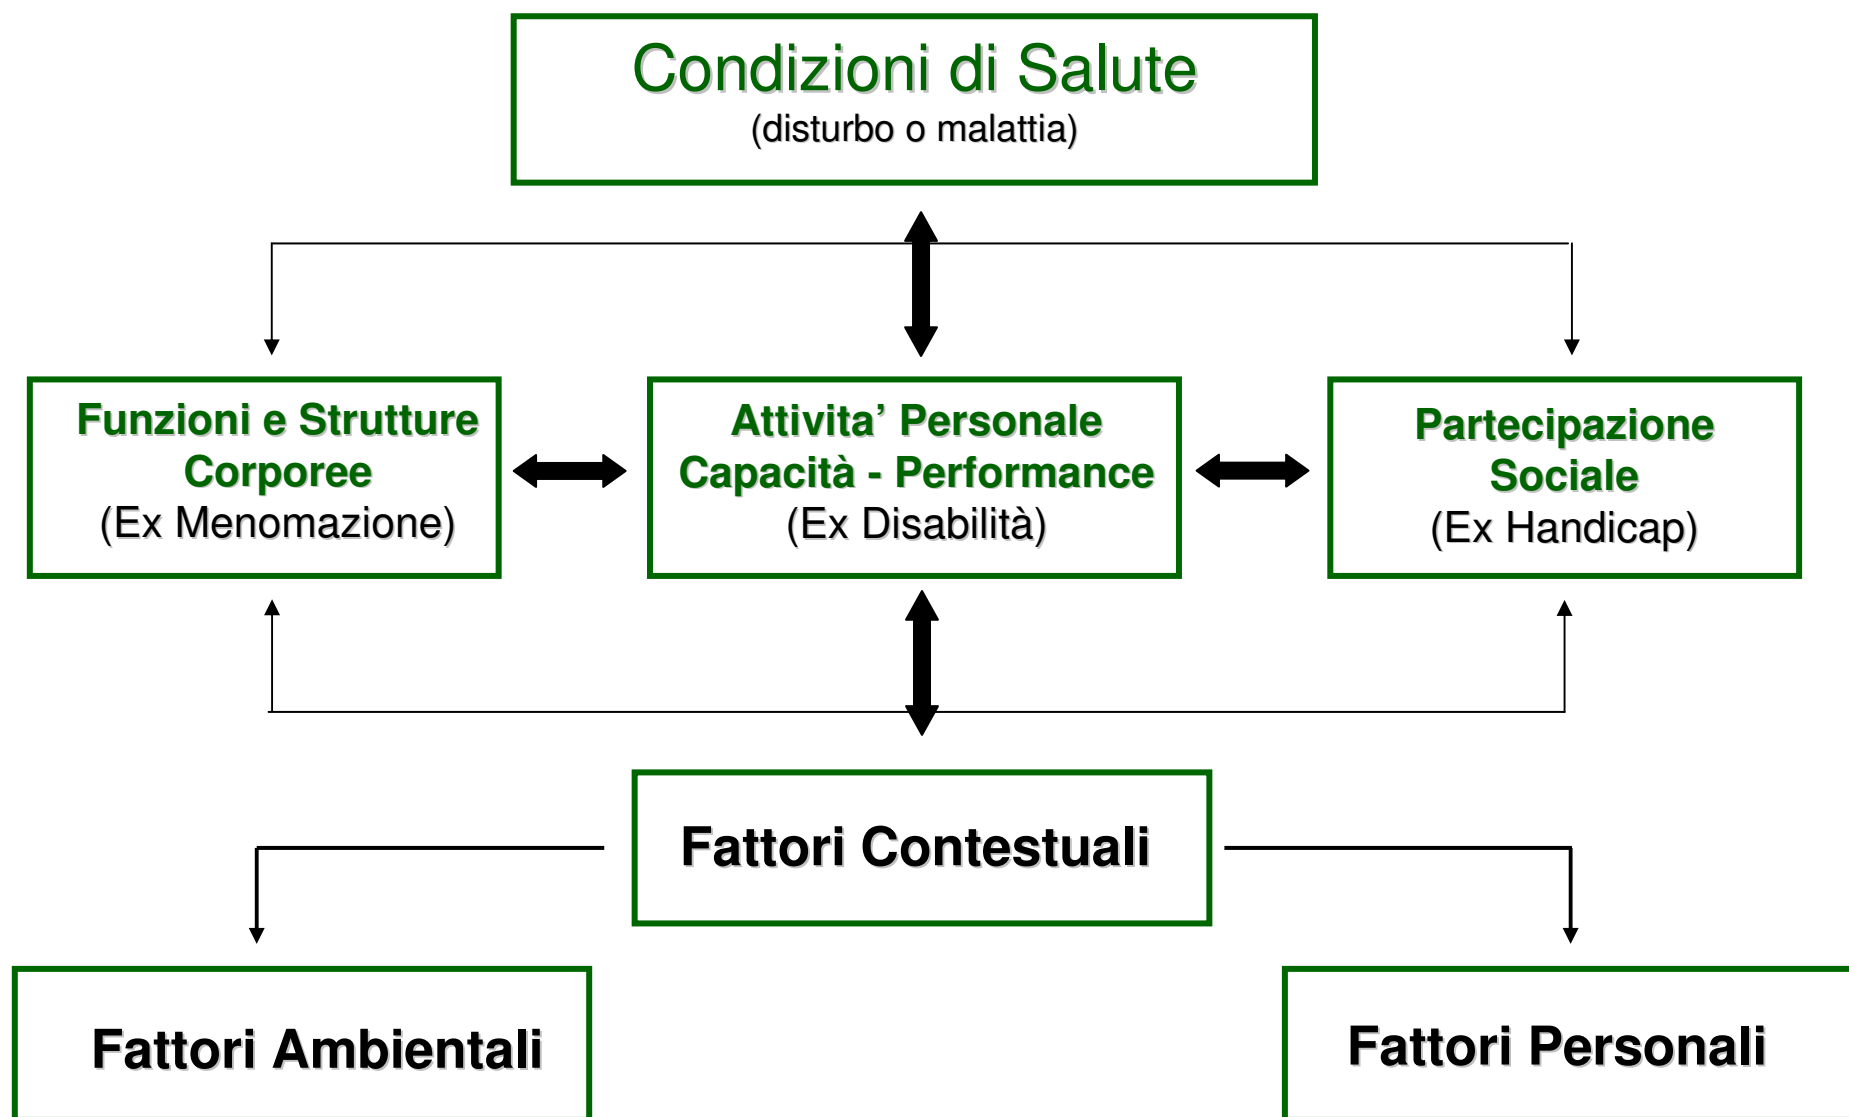 Condizioni di Salute
(disturbo o malattia)
Funzioni e Strutture
Corporee
(Ex Menomazione)
Attivita’ Personale
Capacità - Performance
(Ex Disabilità)
Partecipazione
Sociale
(Ex Handicap)
Fattori Contestuali
Fattori Ambientali
Fattori Personali